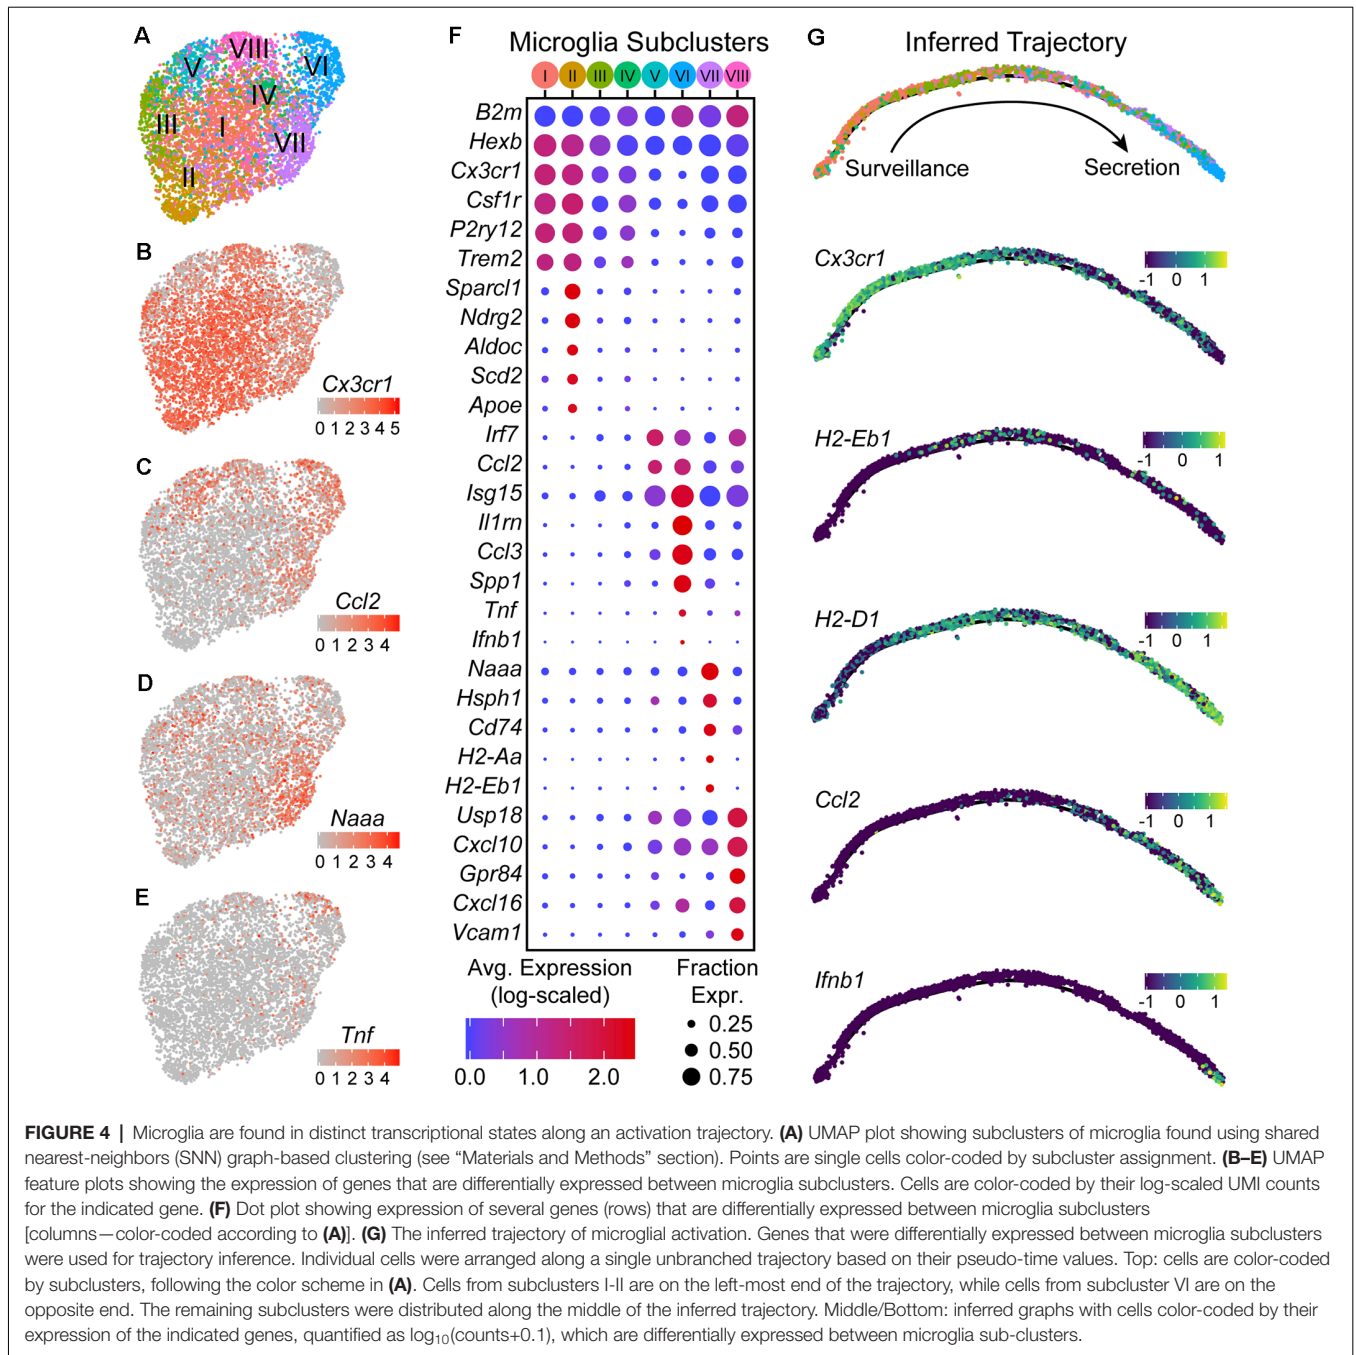 A
V
VIII
VI
IV
III
I
VII
II
B
Cx3cr1
0 1 2 3 4 5
C
Ccl2
0 1 2 3 4
D
Naaa
0 1 2 3 4
E
Tnf
0 1 2 3 4
F
Microglia Subclusters
I II III IV V VI VII VIII
B2m
Hexb
Cx3cr1
Csf1r
P2ry12
Trem2
Sparcl1
Ndrg2
Aldoc
Scd2
Apoe
Irf7
Ccl2
Isg15
Il1rn
Ccl3
Spp1
Tnf
Ifnb1
Naaa
Hsph1
Cd74
H2-Aa
H2-Eb1
Usp18
Cxcl10
Gpr84
Cxcl16
Vcam1
Avg. Expression
(log-scaled)
0.0 1.0 2.0
Fraction
Expr.
0.25
0.50
0.75
G
Inferred Trajectory
Surveillance
Secretion
Cx3cr1
-1 0 1
H2-Eb1
-1 0 1
H2-D1
-1 0 1
Ccl2
-1 0 1
Ifnb1
-1 0 1
FIGURE 4 | Microglia are found in distinct transcriptional states along an activation trajectory. (A) UMAP plot showing subclusters of microglia found using shared
nearest-neighbors (SNN) graph-based clustering (see “Materials and Methods” section). Points are single cells color-coded by subcluster assignment. (B–E) UMAP
feature plots showing the expression of genes that are differentially expressed between microglia subclusters. Cells are color-coded by their log-scaled UMI counts
for the indicated gene. (F) Dot plot showing expression of several genes (rows) that are differentially expressed between microglia subclusters
[columns—color-coded according to (A)]. (G) The inferred trajectory of microglial activation. Genes that were differentially expressed between microglia subclusters
were used for trajectory inference. Individual cells were arranged along a single unbranched trajectory based on their pseudo-time values. Top: cells are color-coded
by subclusters, following the color scheme in (A). Cells from subclusters I-II are on the left-most end of the trajectory, while cells from subcluster VI are on the
opposite end. The remaining subclusters were distributed along the middle of the inferred trajectory. Middle/Bottom: inferred graphs with cells color-coded by their
expression of the indicated genes, quantified as log10(counts+0.1), which are differentially expressed between microglia sub-clusters.